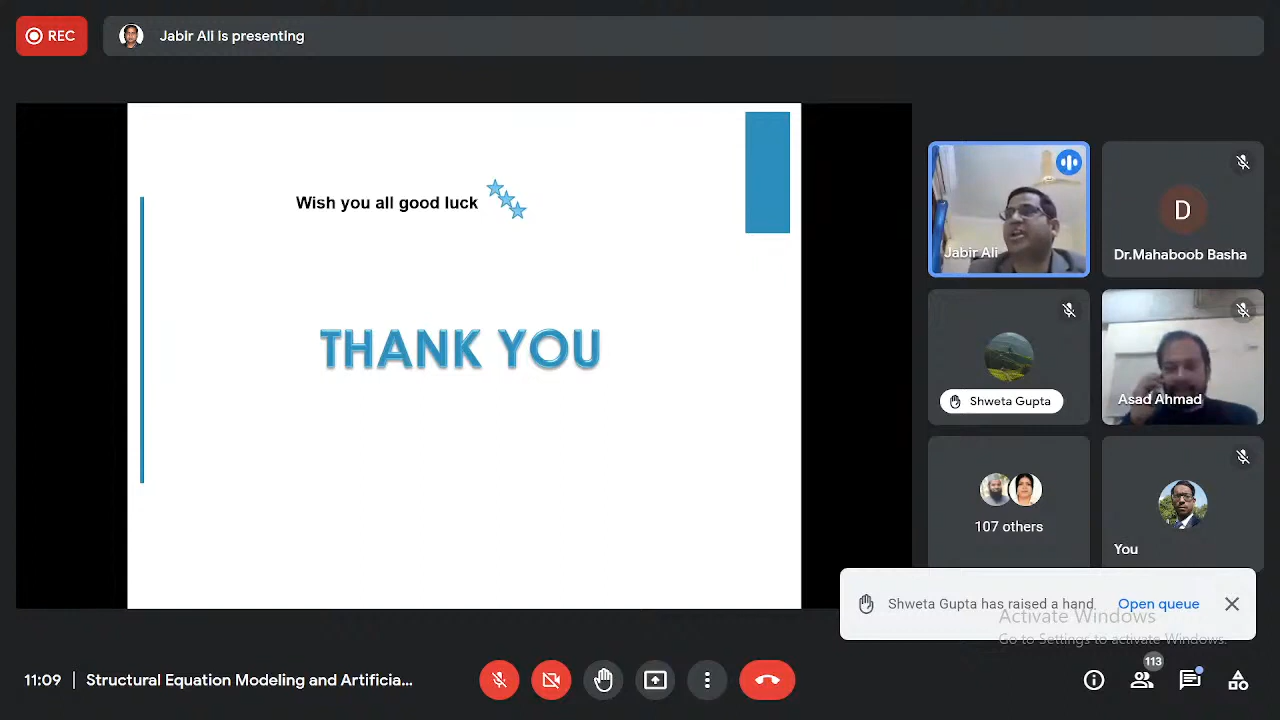 REC
Jabir Ali is presenting
Wish you all good luck
THANK YOU
Jabir Ali
D
Dr.Mahaboob Basha
Shweta Gupta
Asad Ahmad
107 others
You
Shweta Gupta has raised a hand
Open queue
Activate Windows
Go to Settings to activate Windows.
11:09 | Structural Equation Modeling and Artificia...
113